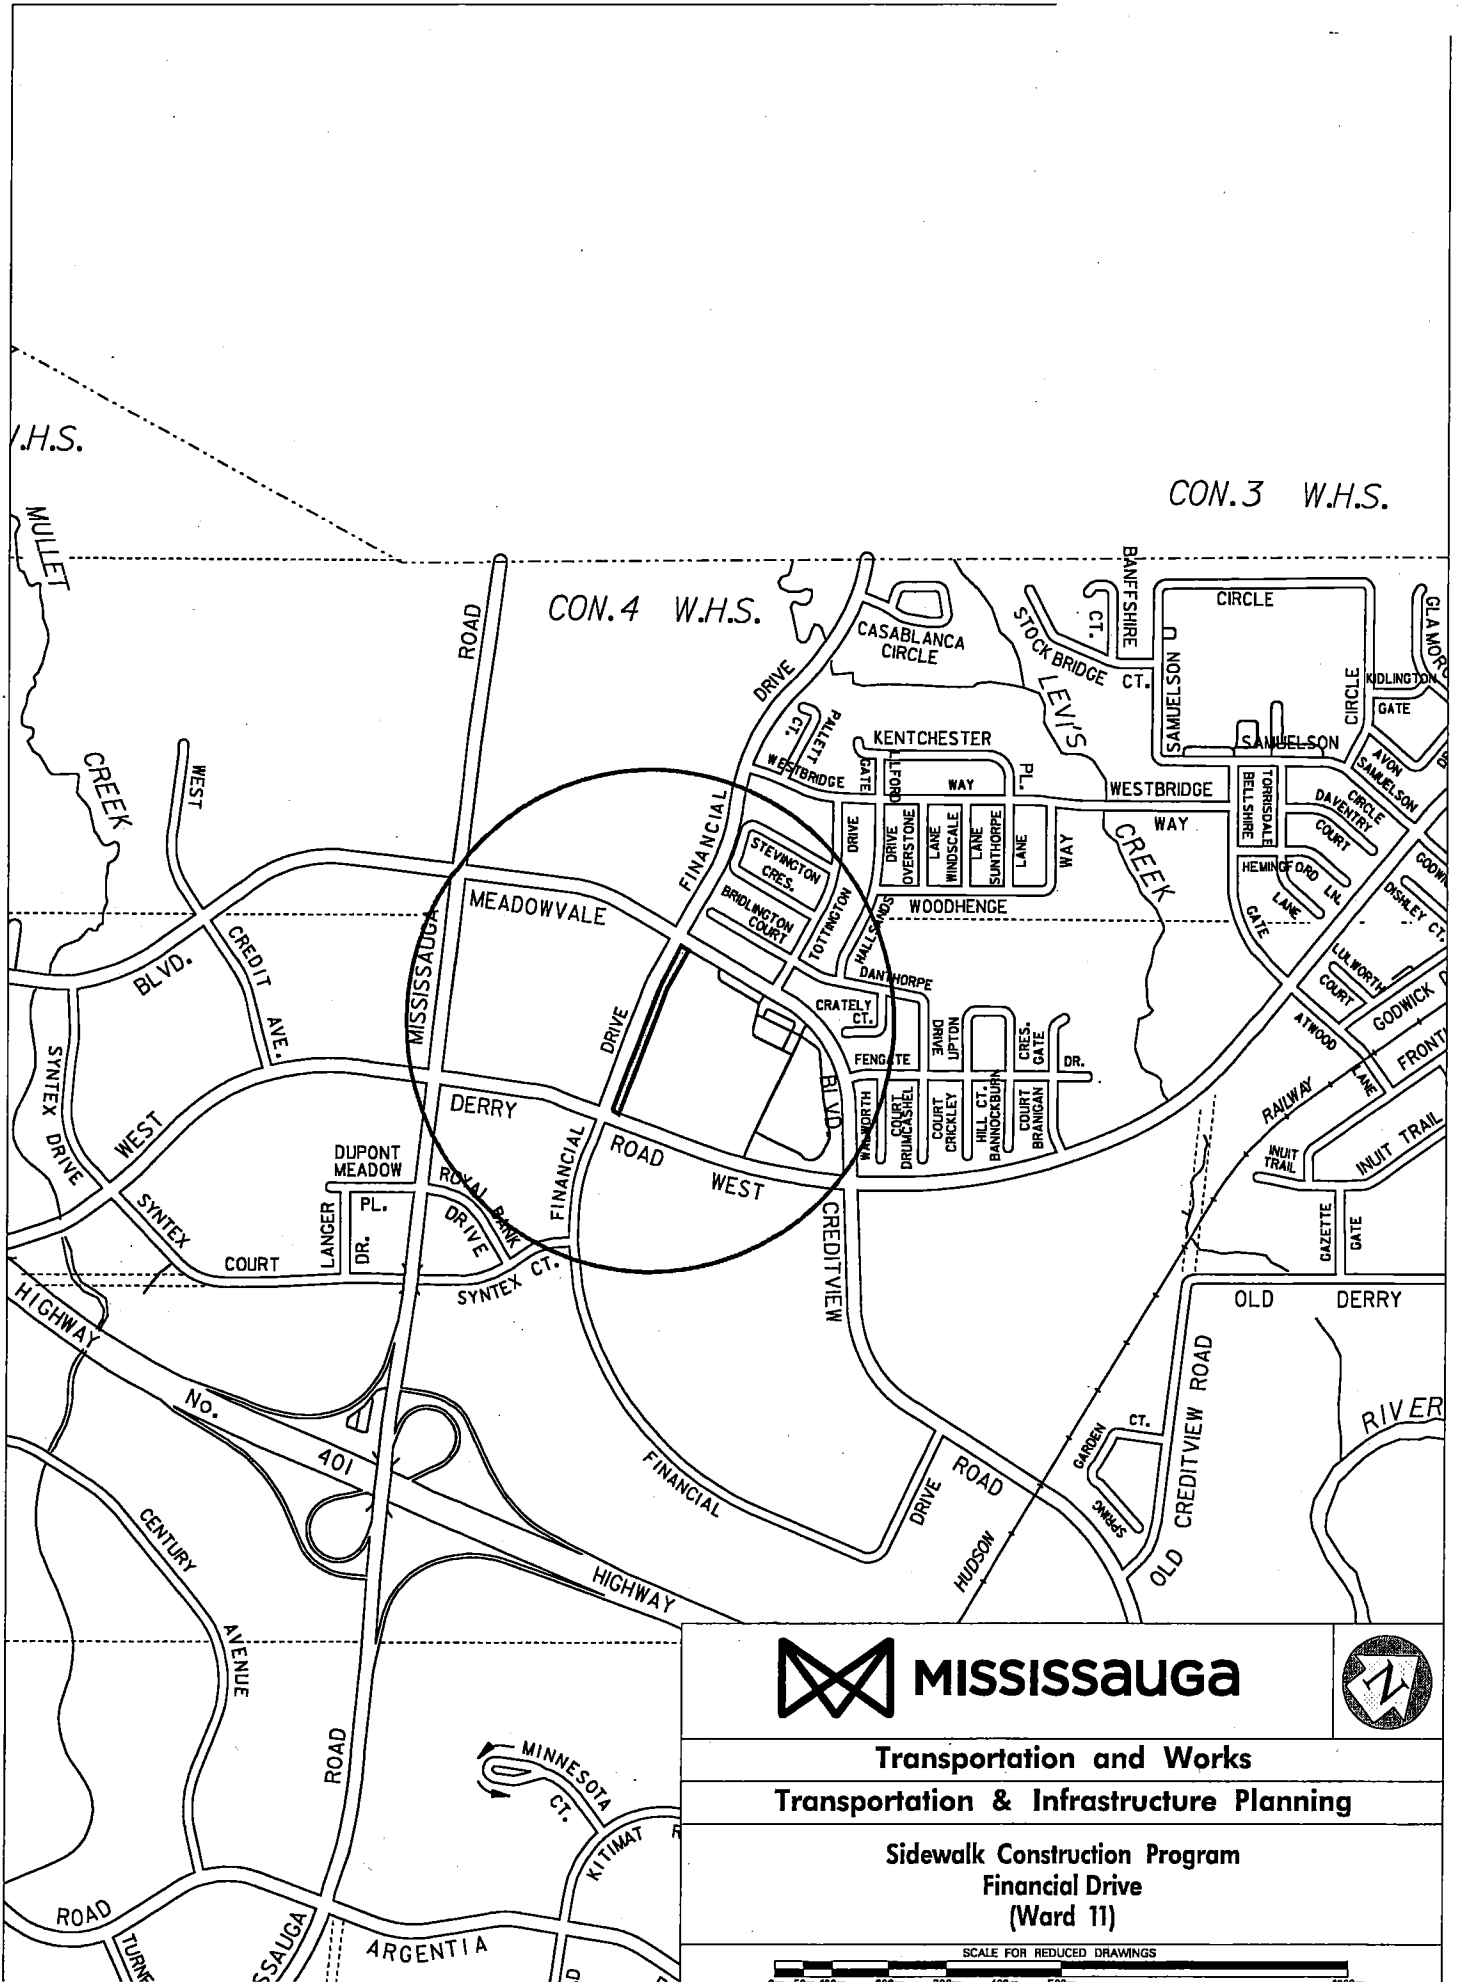 .H.S.
CON. 3 W.H.S.
MULLET
CREEK
CON. 4 W.H.S.
ROAD
DRIVE
CASABLANCA
CIRCLE
STOCKBRIDGE
CT.
BANFFSHIRE
CT.
CIRCLE
SAMUELSON
CIRCLE
KIDLINGTON
GATE
SAMUELSON
AVON
SAMUELSON
CIRCLE
DAVENTRY
COURT
LEVI'S
CREEK
PALLETT
CT.
KENTCHESTER
PL.
WESTBRIDGE
GATE
WAY
WESTBRIDGE
WAY
BELLSHIRE
TORRISDALE
HEMINGFORD
LANE
LN.
GATE
DISHLEY
CT.
LULWORTH
COURT
WEST
FINANCIAL
STEVINGTON
CRES.
BRIDLINGTON
COURT
TOTTINGTON
DRIVE
DRIVE
OVERSTONE
LANE
WINDSCALE
LANE
SUNTHORPE
LANE
WAY
WOODHENGE
HALLSANDS
DANTHORPE
CRATELY
CT.
DRIVE
UPTON
CRES.
GATE
DR.
FENGATE
WALWORTH
COURT
DRUMCASHEL
COURT
CRICKLEY
HILL CT.
BANNOCKBURN
COURT
BRANIGAN
MEADOWVALE
BLVD.
MISSISSAUGA
DRIVE
BLVD
CREDIT
AVE.
BLVD.
ATWOOD
LANE
GODWICK D
RAILWAY
INUIT
TRAIL
INUIT TRAIL
GAZETTE
GATE
SYNTEX
DRIVE
WEST
DERRY
ROAD
WEST
DUPONT
MEADOW
PL.
LANGER
DR.
ROYAL BANK
DRIVE
FINANCIAL
SYNTEX
COURT
SYNTEX CT.
CREDITVIEW
OLD DERRY
HIGHWAY
No.
401
HIGHWAY
FINANCIAL
DRIVE
ROAD
GARDEN
CT.
SPRING
OLD CREDITVIEW ROAD
RIVER
HUDSON
CENTURY
AVENUE
ROAD
MINNESOTA
CT.
KITIMAT R
ROAD
ARGENTIA
SSAUGA
MISSISSAUGA
N
Transportation and Works
Transportation & Infrastructure Planning
Sidewalk Construction Program
Financial Drive
(Ward 11)
SCALE FOR REDUCED DRAWINGS